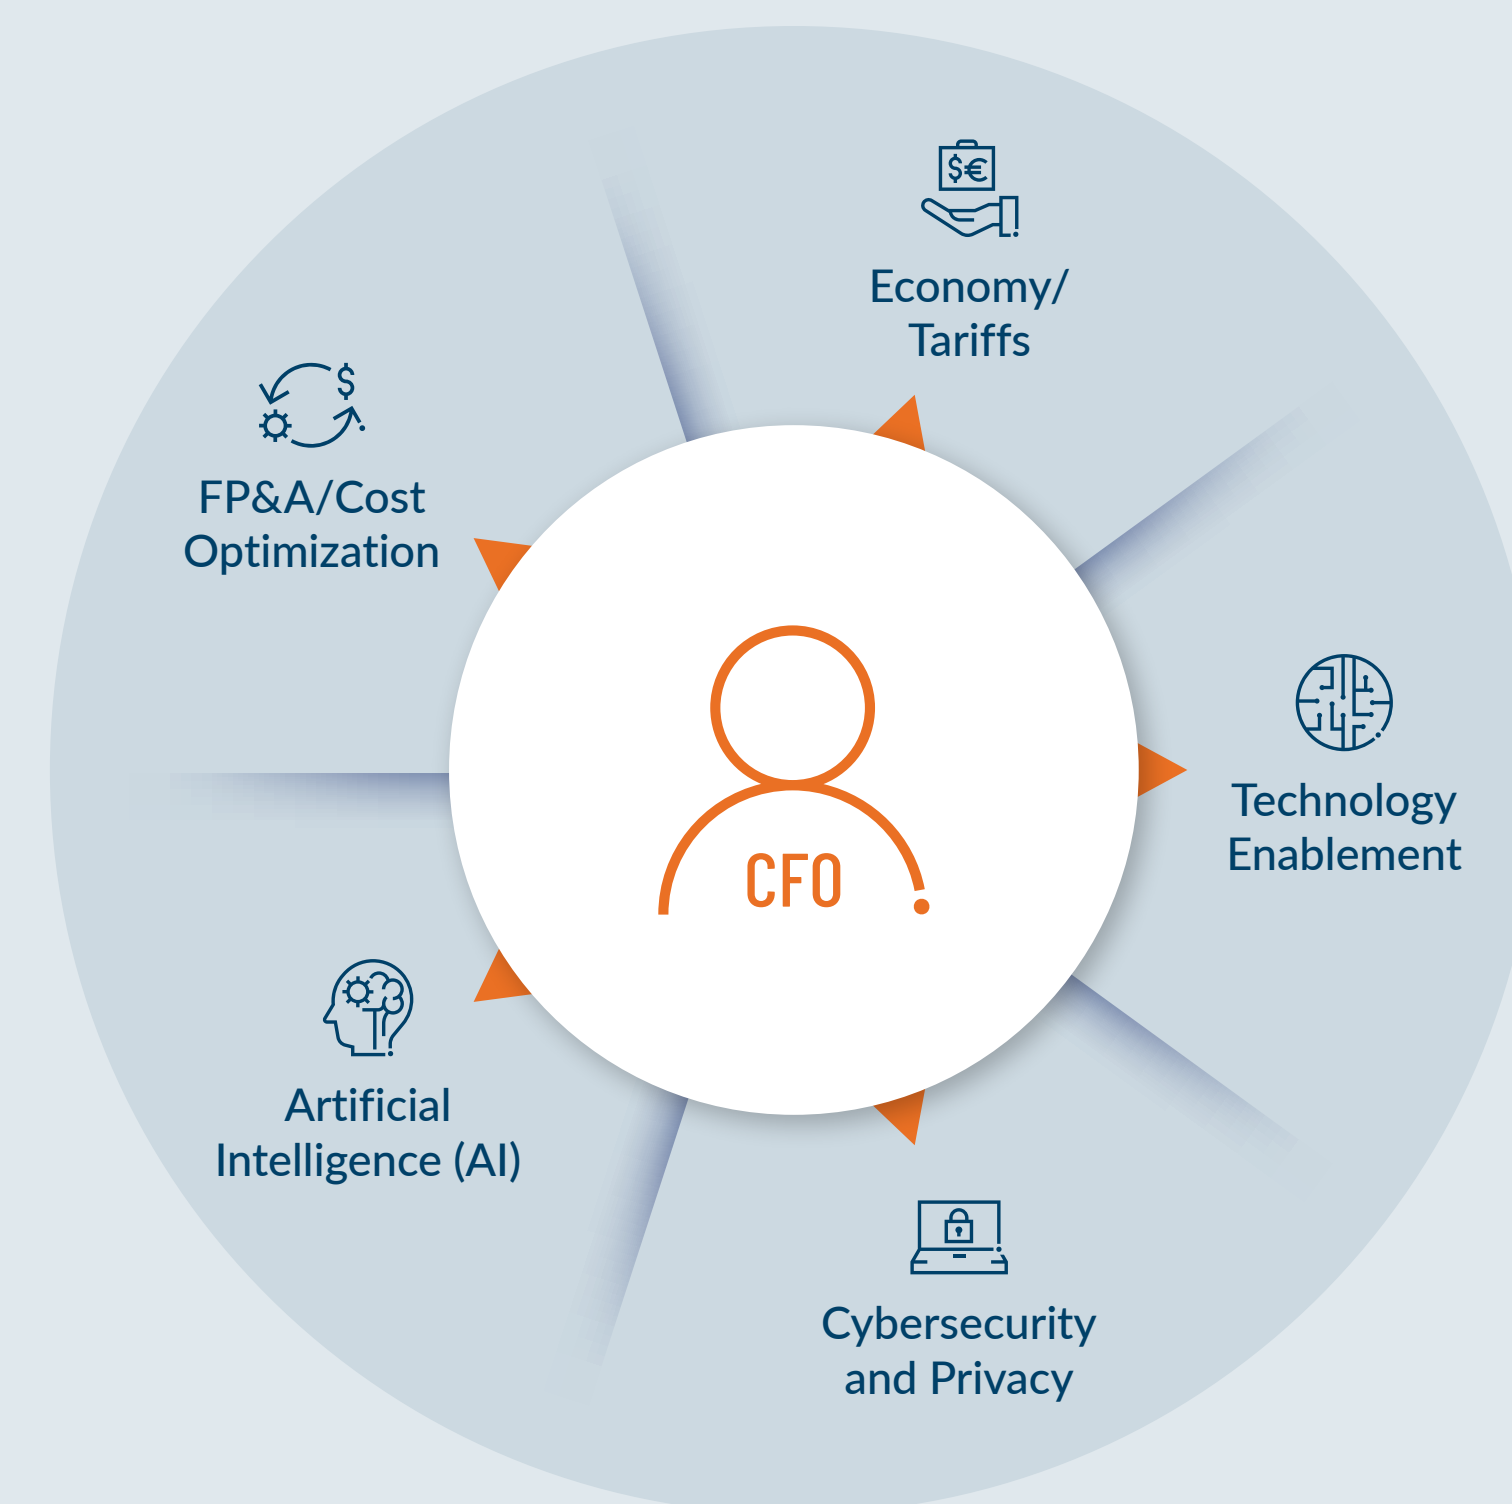 $€
Economy/
Tariffs
$
FP&A/Cost
Optimization
Technology
Enablement
CFO
Artificial
Intelligence (AI)
Cybersecurity
and Privacy